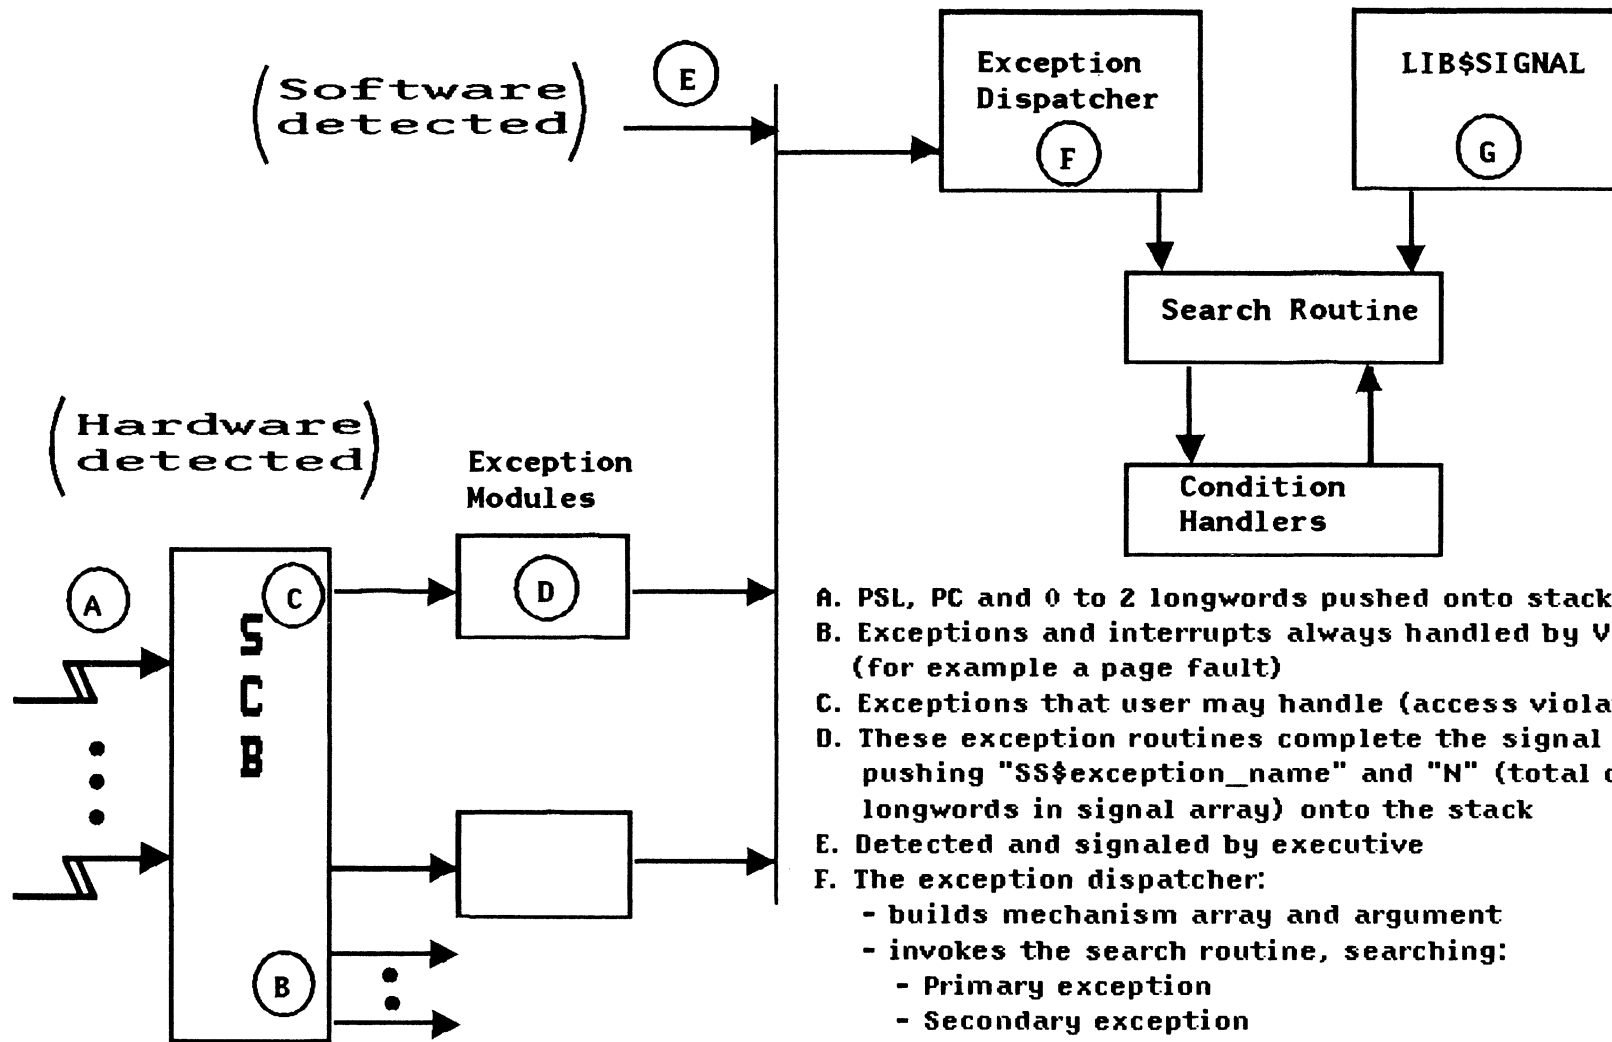 (Software
detected)
E
Exception
Dispatcher
F
LIB$SIGNAL
G
Search Routine
Condition
Handlers
(Hardware
detected)
Exception
Modules
A
SCB
C
D
B
A. PSL, PC and 0 to 2 longwords pushed onto stack
B. Exceptions and interrupts always handled by
(for example a page fault)
C. Exceptions that user may handle (access
D. These exception routines complete the signal
pushing "SS$exception_name" and "N" (total
longwords in signal array) onto the stack
E. Detected and signaled by executive
F. The exception dispatcher:
- builds mechanism array and argument
- invokes the search routine, searching:
- Primary exception
- Secondary exception